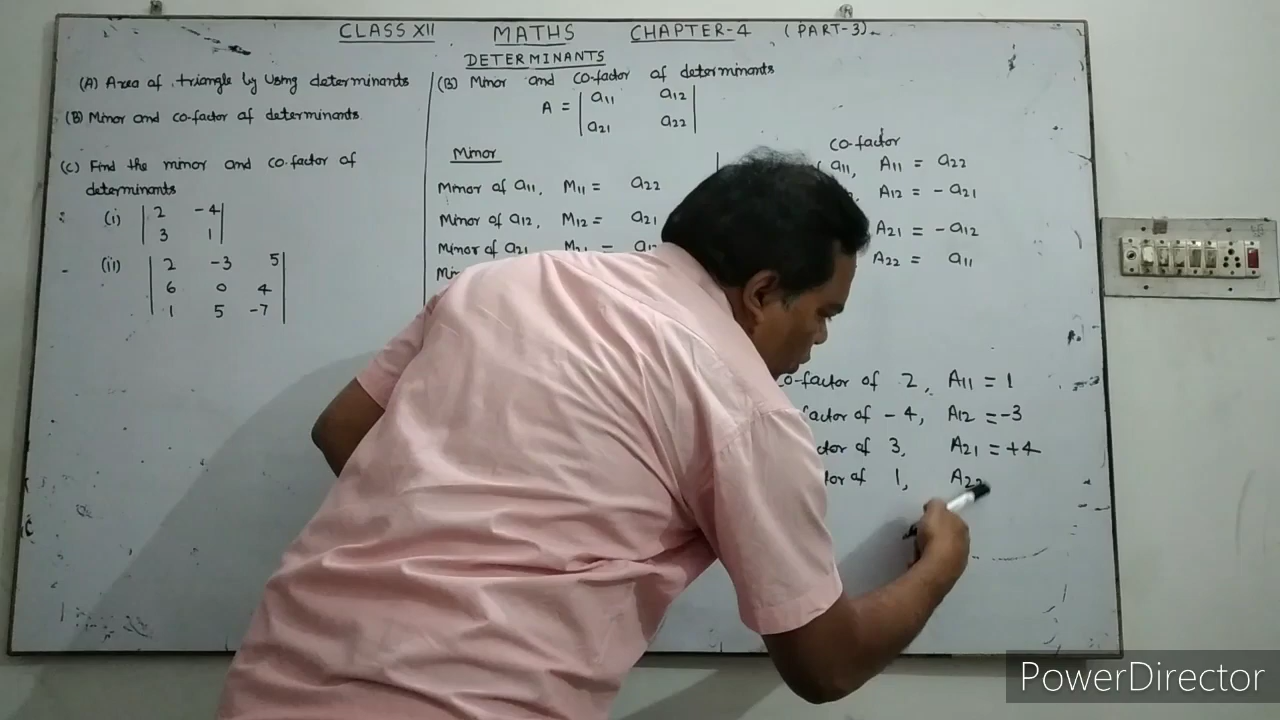 CLASS XII MATHS CHAPTER-4 (PART-3)
DETERMINANTS
(A) Area of triangle by using determinants
(B) Minor and co-factor of determinants.
(C) Find the minor and co-factor of
determinants
(i) | 2 -4 |
| 3 1 |
(ii) | 2 -3 5 |
| 6 0 4 |
| 1 5 -7 |
(B) Minor and co-factor of determinants
A = | a11 a12 |
| a21 a22 |
Minor
Minor of a11, M11 = a22
Minor of a12, M12 = a21
Minor of a21 M21 =
co-factor
a11, A11 = a22
A12 = - a21
A21 = - a12
A22 = a11
co-factor of 2, A11 = 1
factor of - 4, A12 = -3
of 3, A21 = +4
of 1, A22
PowerDirector